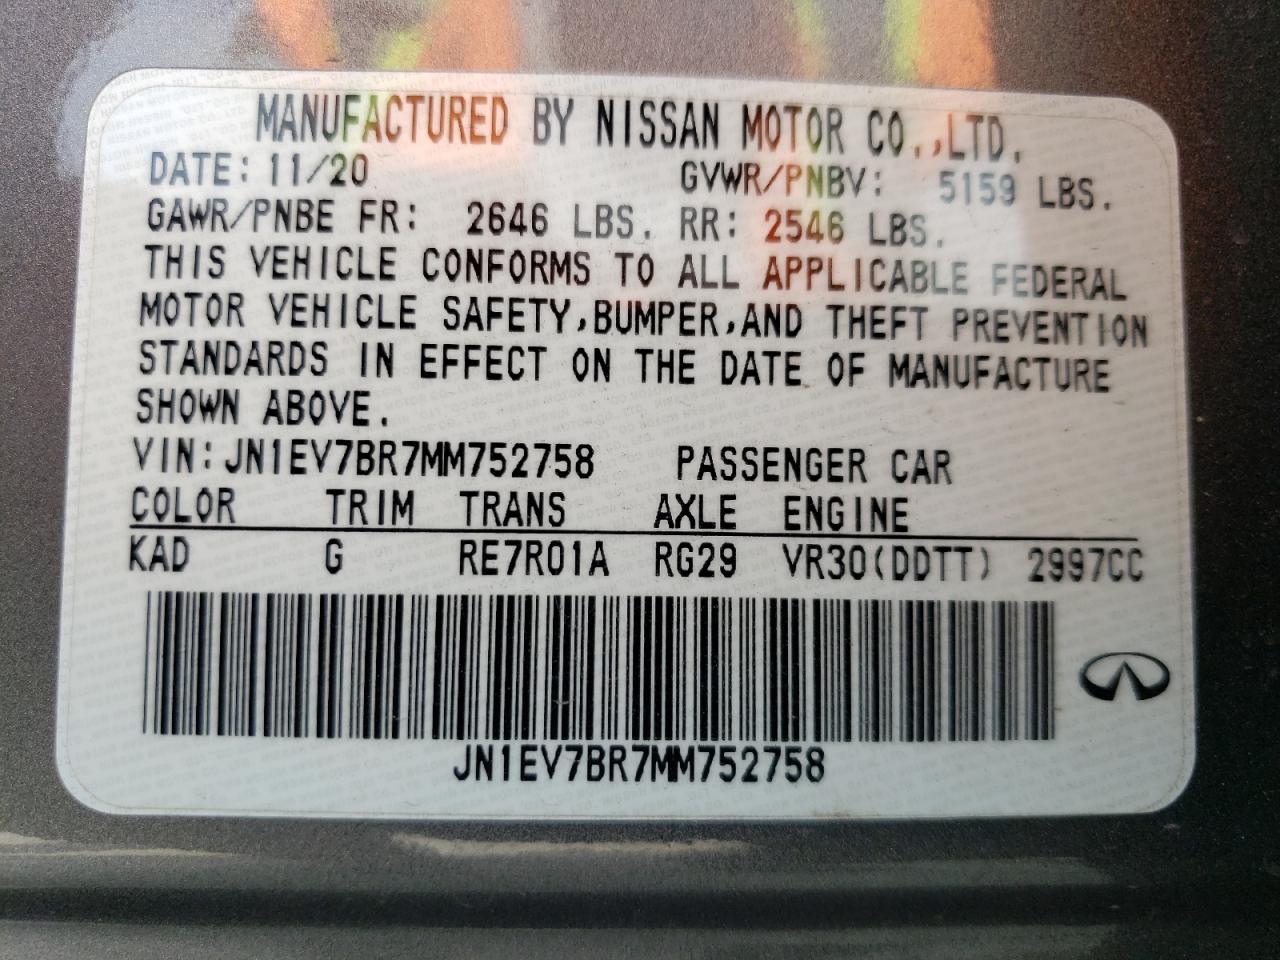 MANUFACTURED BY NISSAN MOTOR CO.,LTD.
DATE: 11/20 GVWR/PNBV: 5159 LBS.
GAWR/PNBE FR: 2646 LBS. RR: 2546 LBS.
THIS VEHICLE CONFORMS TO ALL APPLICABLE FEDERAL
MOTOR VEHICLE SAFETY,BUMPER,AND THEFT PREVENTION
STANDARDS IN EFFECT ON THE DATE OF MANUFACTURE
SHOWN ABOVE.
VIN:JN1EV7BR7MM752758 PASSENGER CAR
COLOR TRIM TRANS AXLE ENGINE
KAD G RE7R01A RG29 VR30(DDTT) 2997CC
JN1EV7BR7MM752758